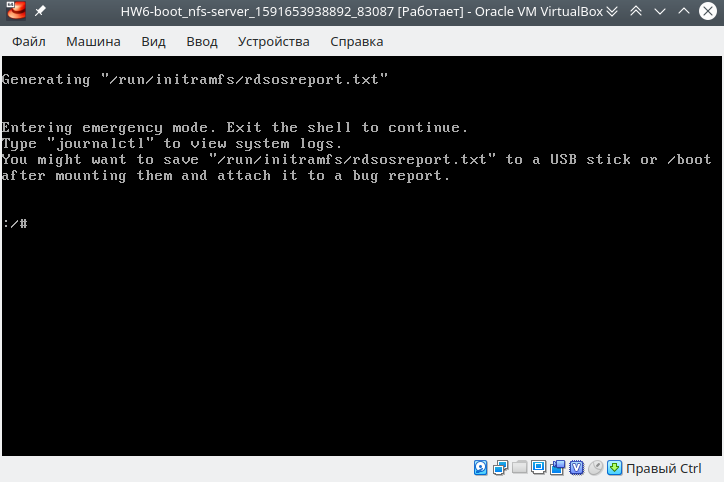 HW6-boot_nfs-server_1591653938892_83087 [Работает] - Oracle VM VirtualBox
Файл Машина Вид Ввод Устройства Справка
Generating "/run/initramfs/rdsosreport.txt"
Entering emergency mode. Exit the shell to continue.
Type "journalctl" to view system logs.
You might want to save "/run/initramfs/rdsosreport.txt" to a USB stick or /boot
after mounting them and attach it to a bug report.
:/#
Правый Ctrl